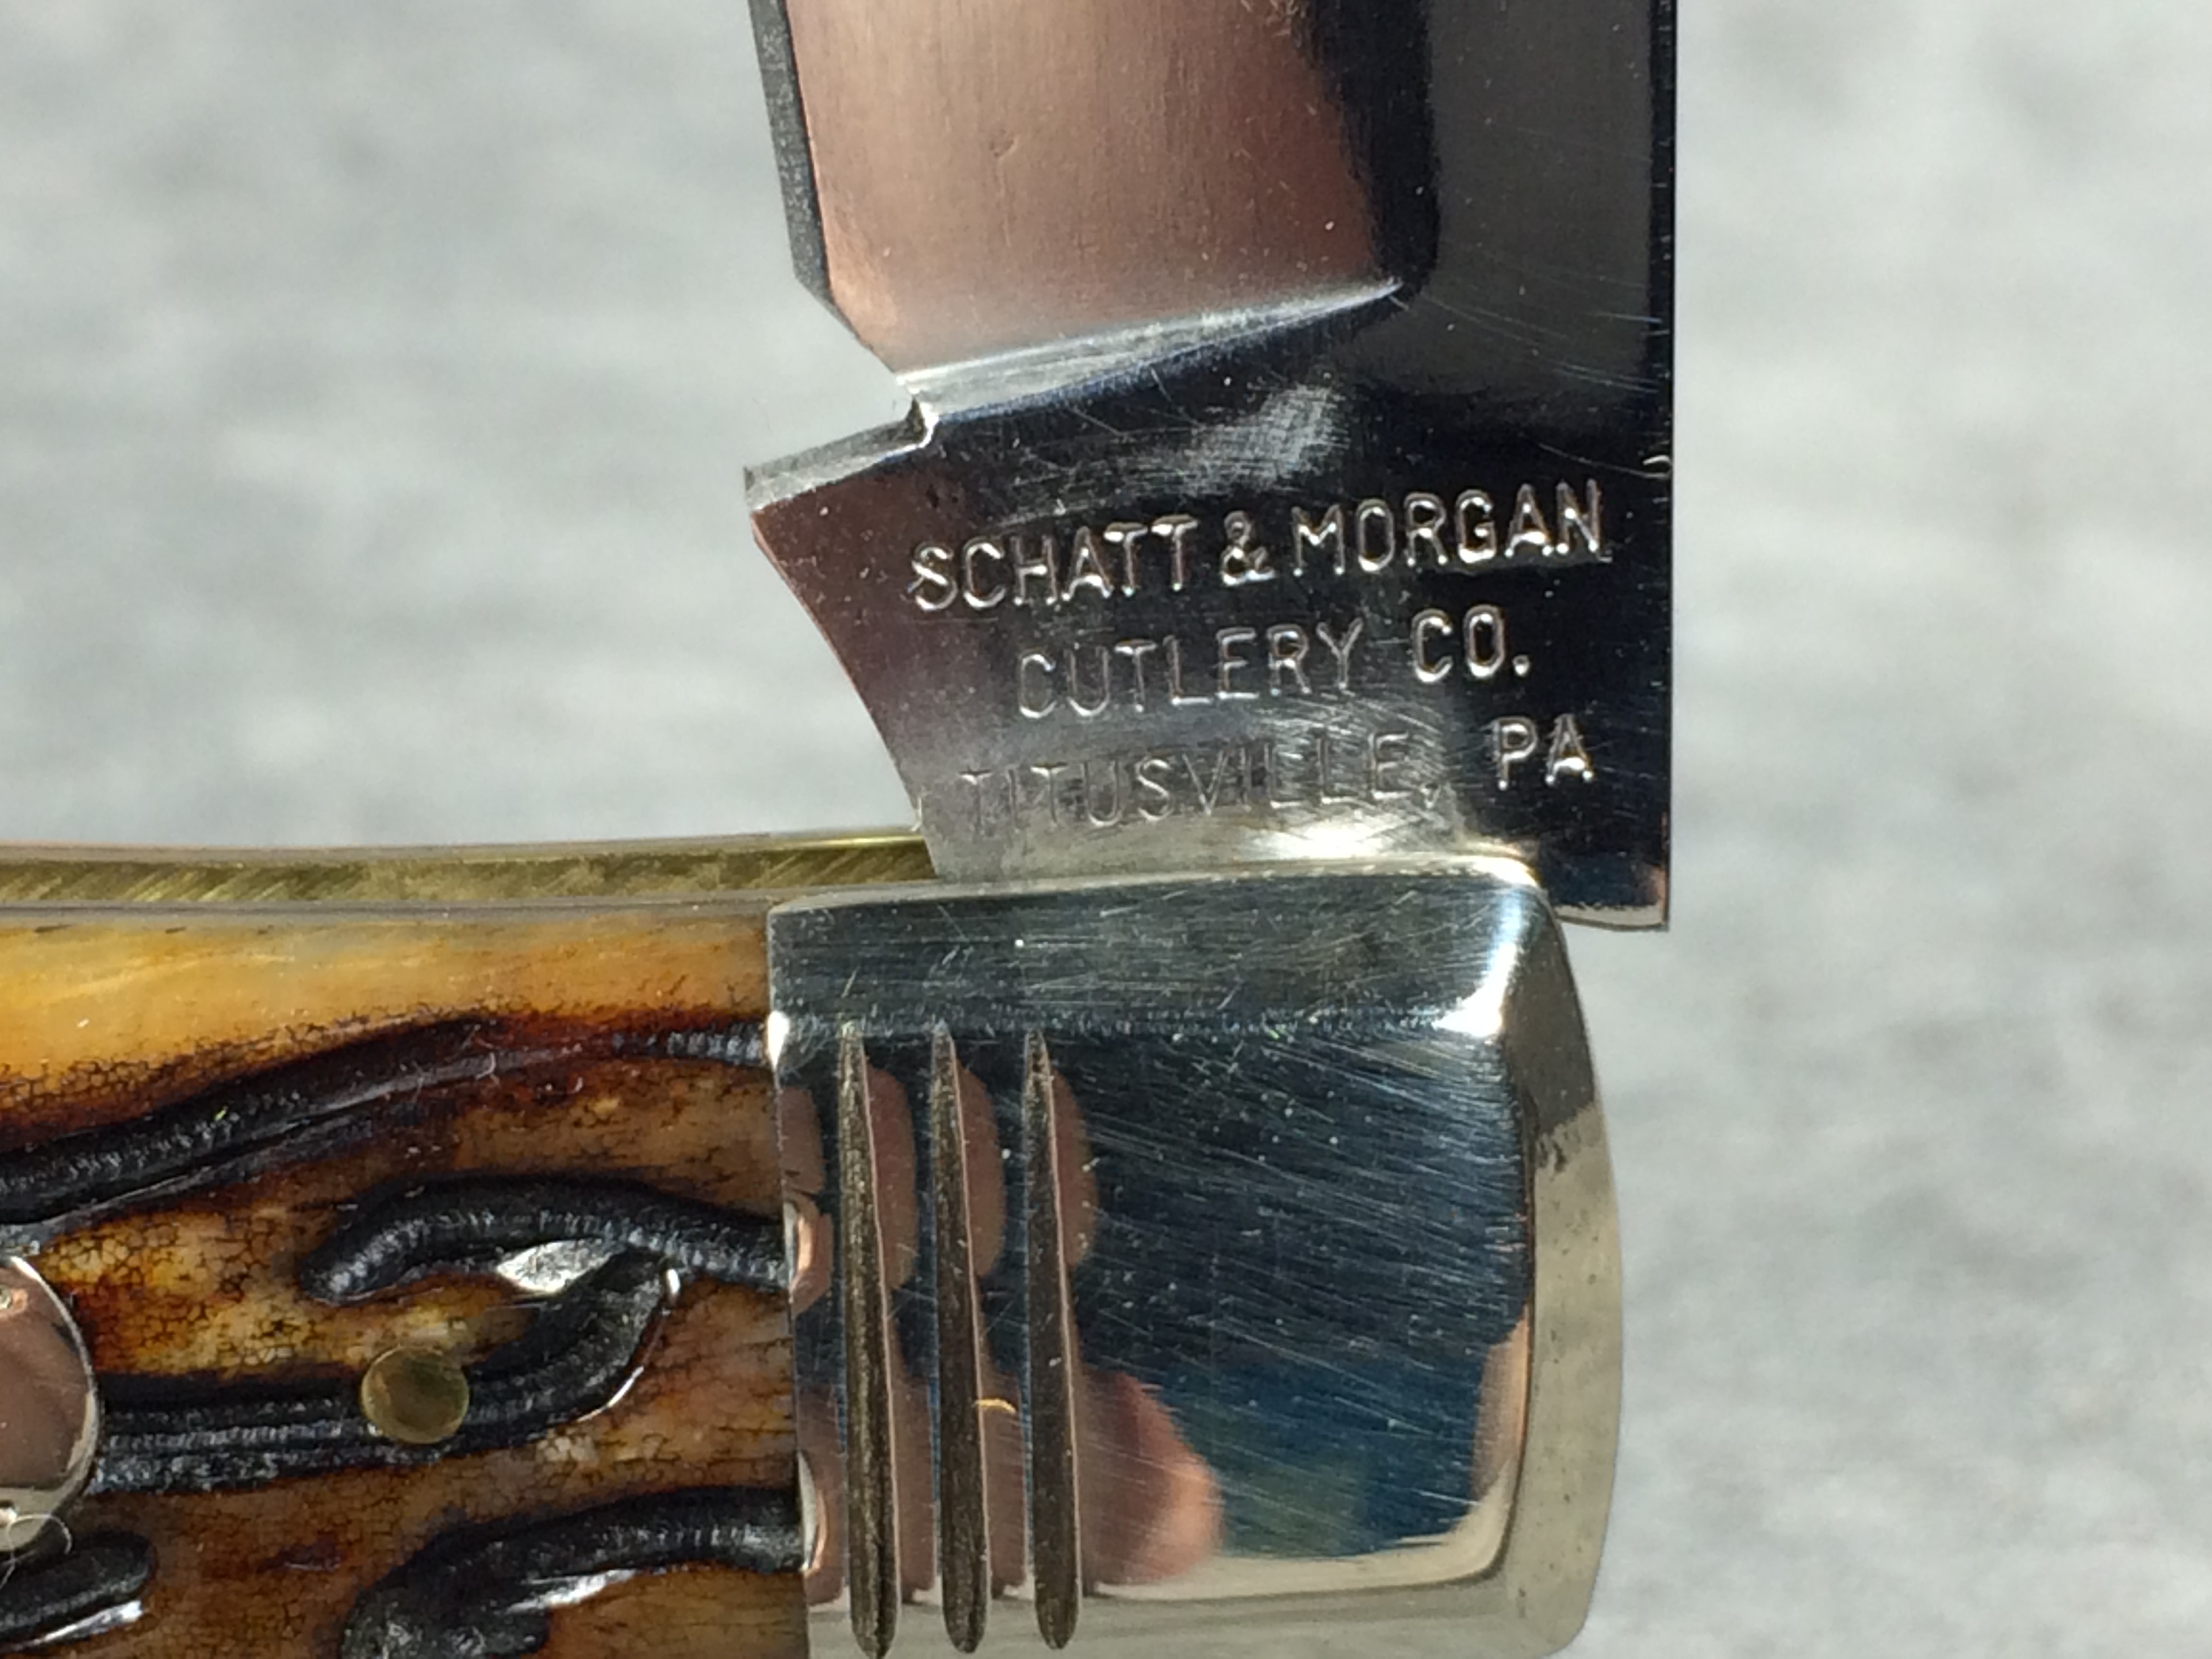 SCHATT & MORGAN
CUTLERY CO.
TITUSVILLE, PA